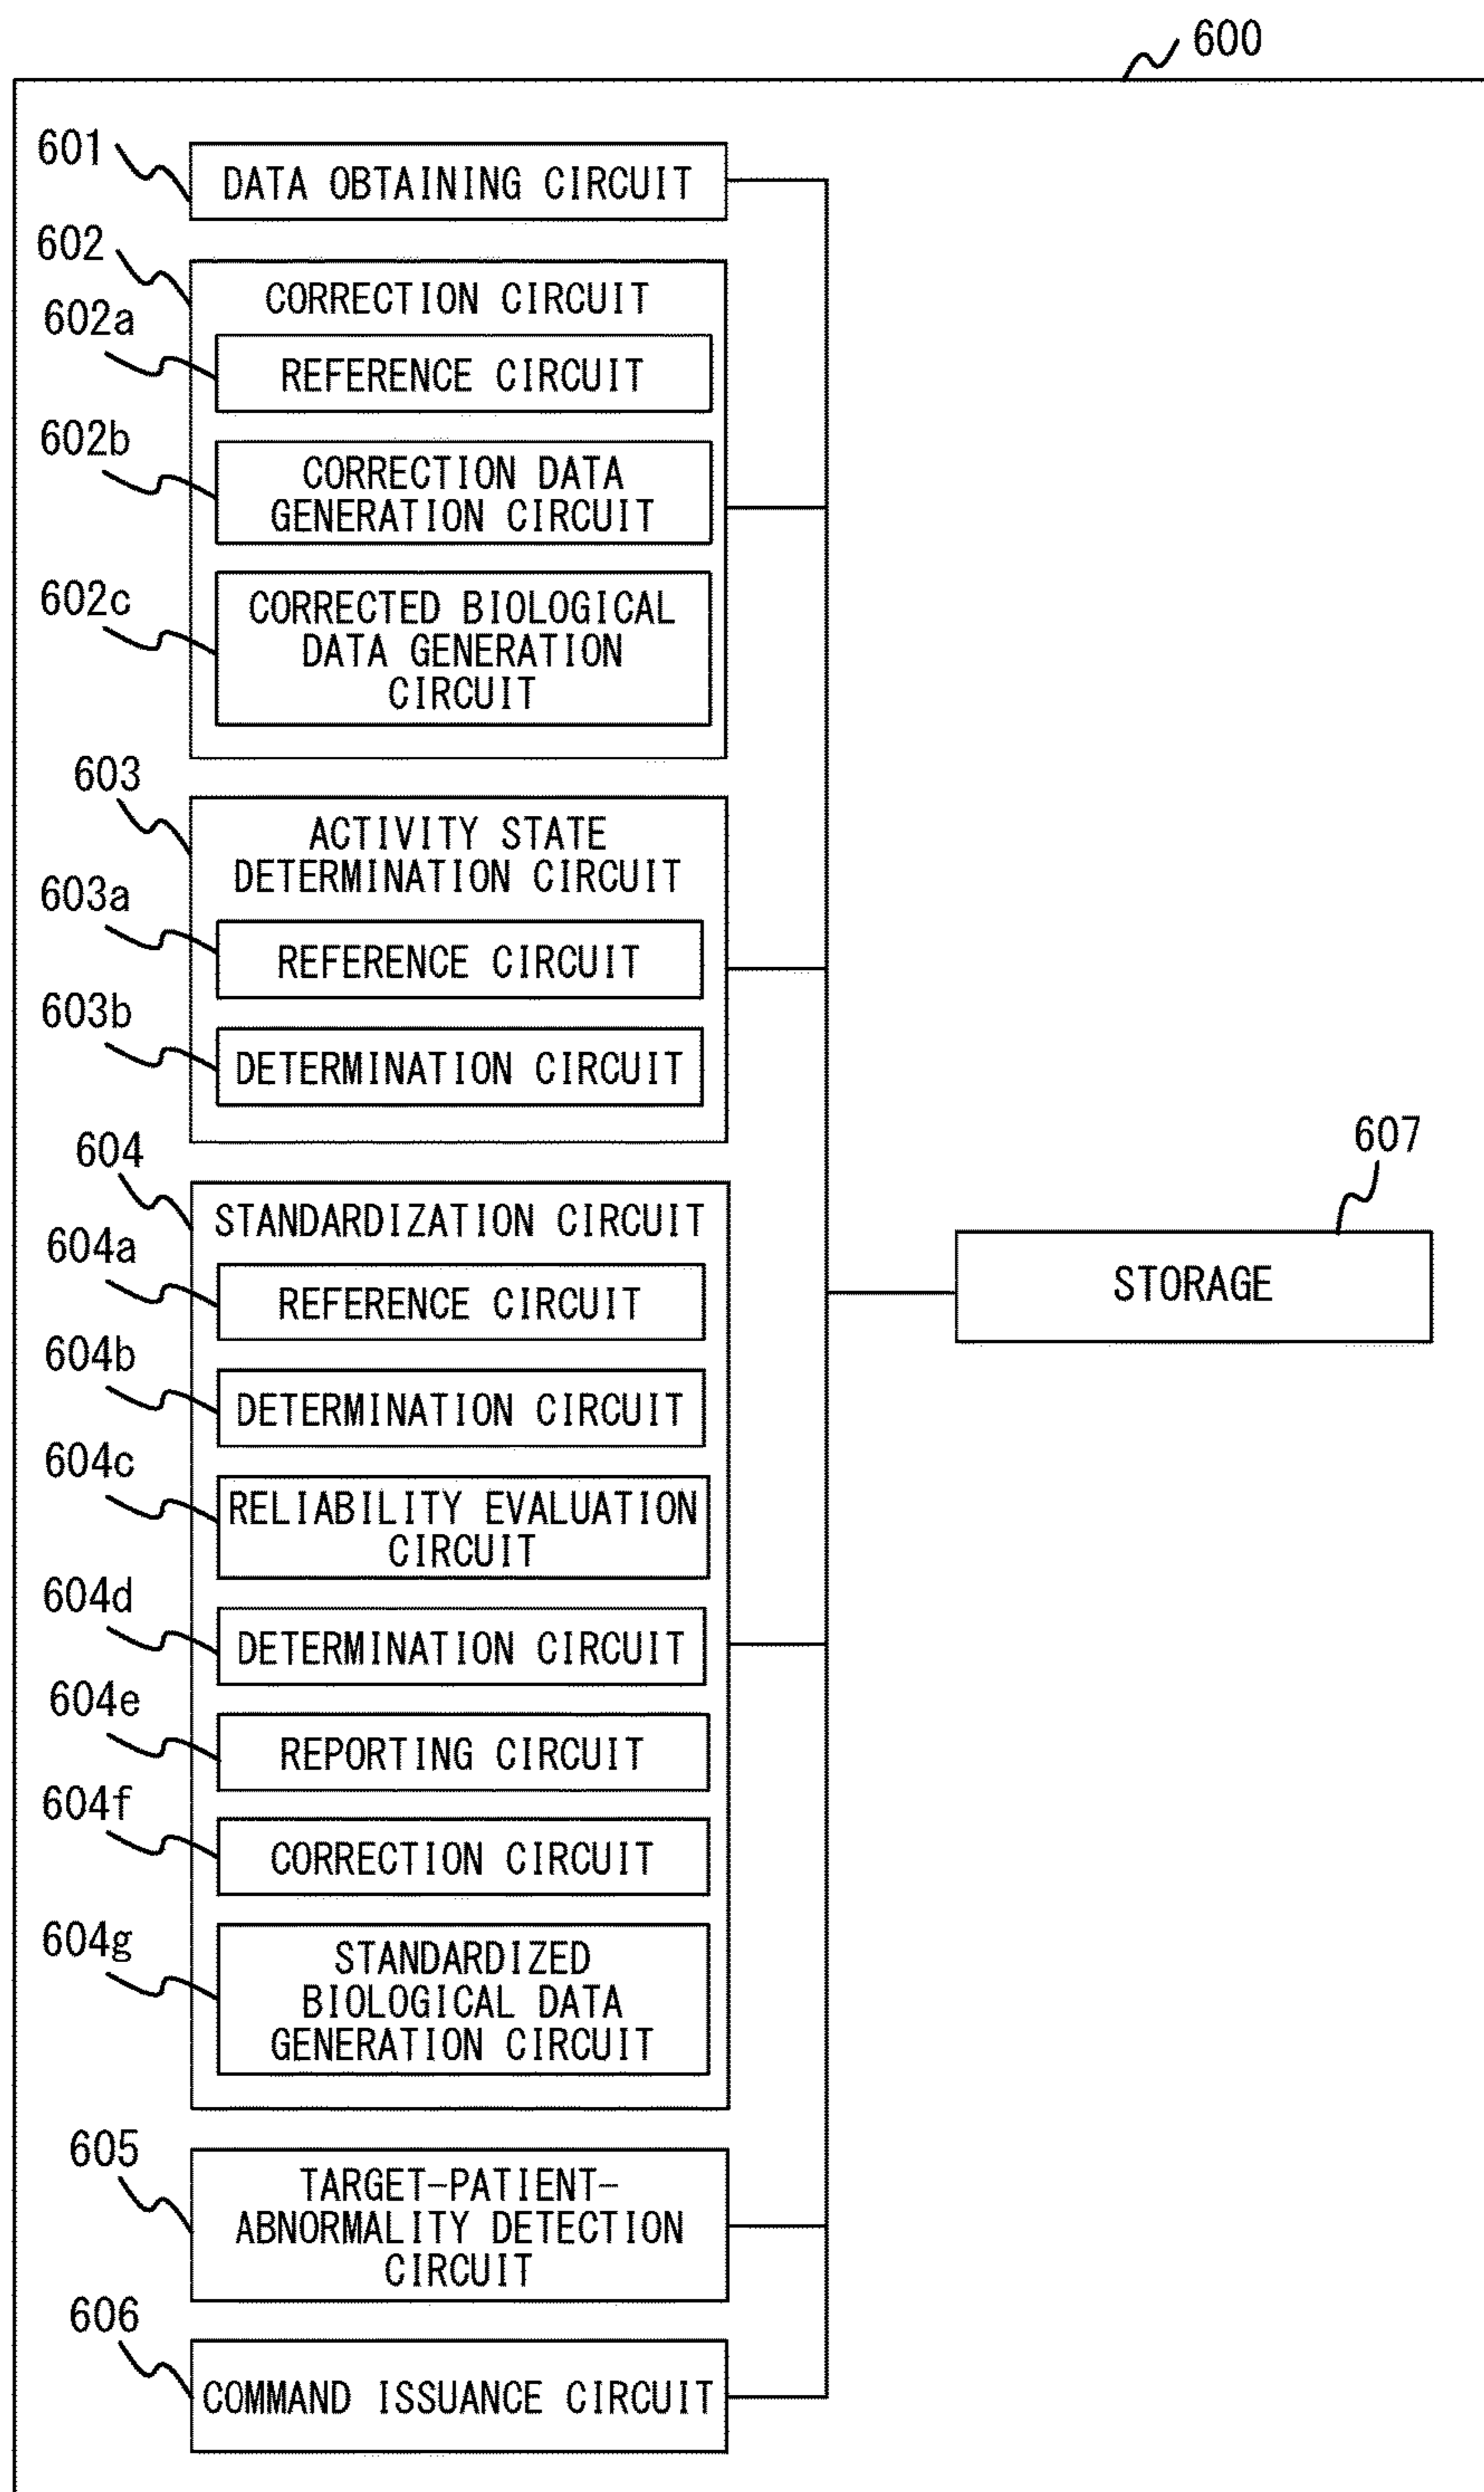 600
601
DATA OBTAINING CIRCUIT
602
CORRECTION CIRCUIT
602a
REFERENCE CIRCUIT
602b
CORRECTION DATA
GENERATION CIRCUIT
602c
CORRECTED BIOLOGICAL
DATA GENERATION
CIRCUIT
603
ACTIVITY STATE
DETERMINATION CIRCUIT
603a
REFERENCE CIRCUIT
603b
DETERMINATION CIRCUIT
604
STANDARDIZATION CIRCUIT
604a
REFERENCE CIRCUIT
604b
DETERMINATION CIRCUIT
604c
RELIABILITY EVALUATION
CIRCUIT
604d
DETERMINATION CIRCUIT
604e
REPORTING CIRCUIT
604f
CORRECTION CIRCUIT
604g
STANDARDIZED
BIOLOGICAL DATA
GENERATION CIRCUIT
605
TARGET-PATIENT-
ABNORMALITY DETECTION
CIRCUIT
606
COMMAND ISSUANCE CIRCUIT
607
STORAGE